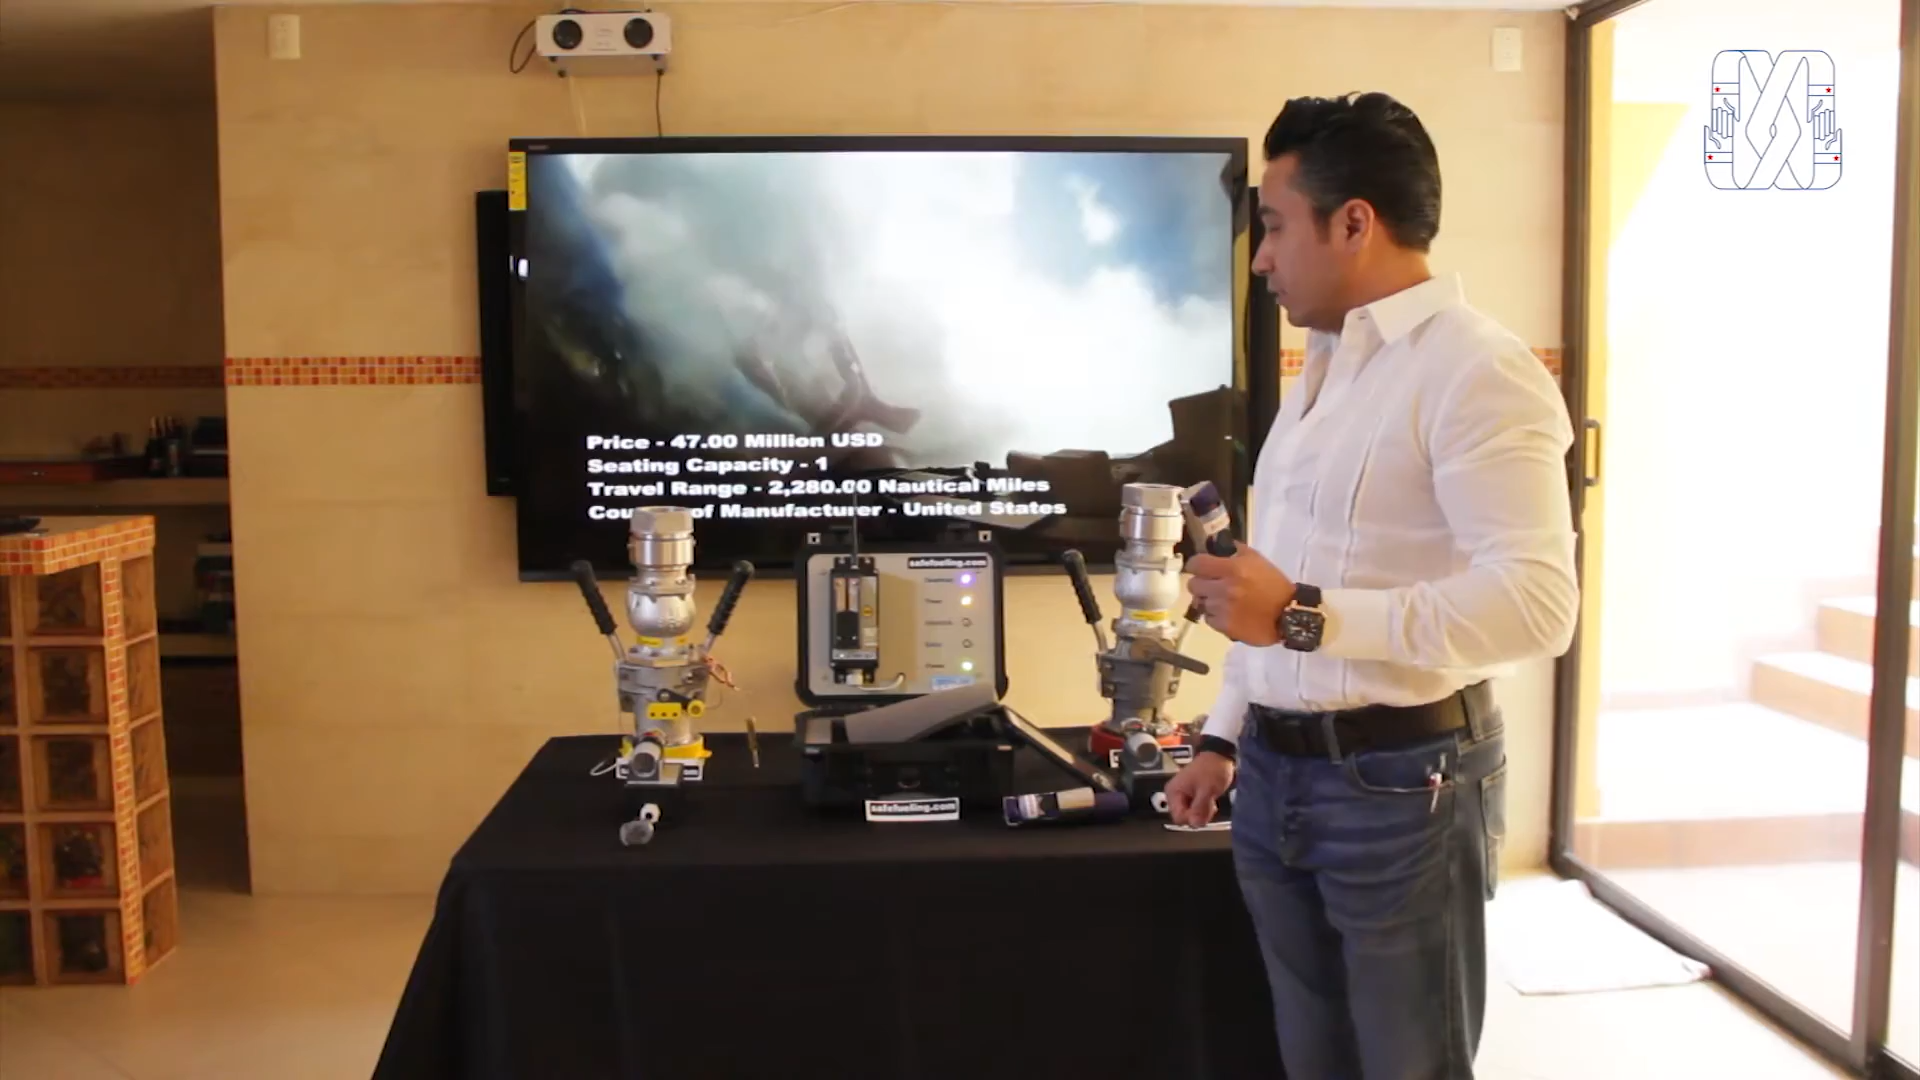 Price - 47.00 Million USD
Seating Capacity - 1
Travel Range - 2,280.00 Nautical Miles
of Manufacturer - United States
safefueling.com
Power
safefueling.com